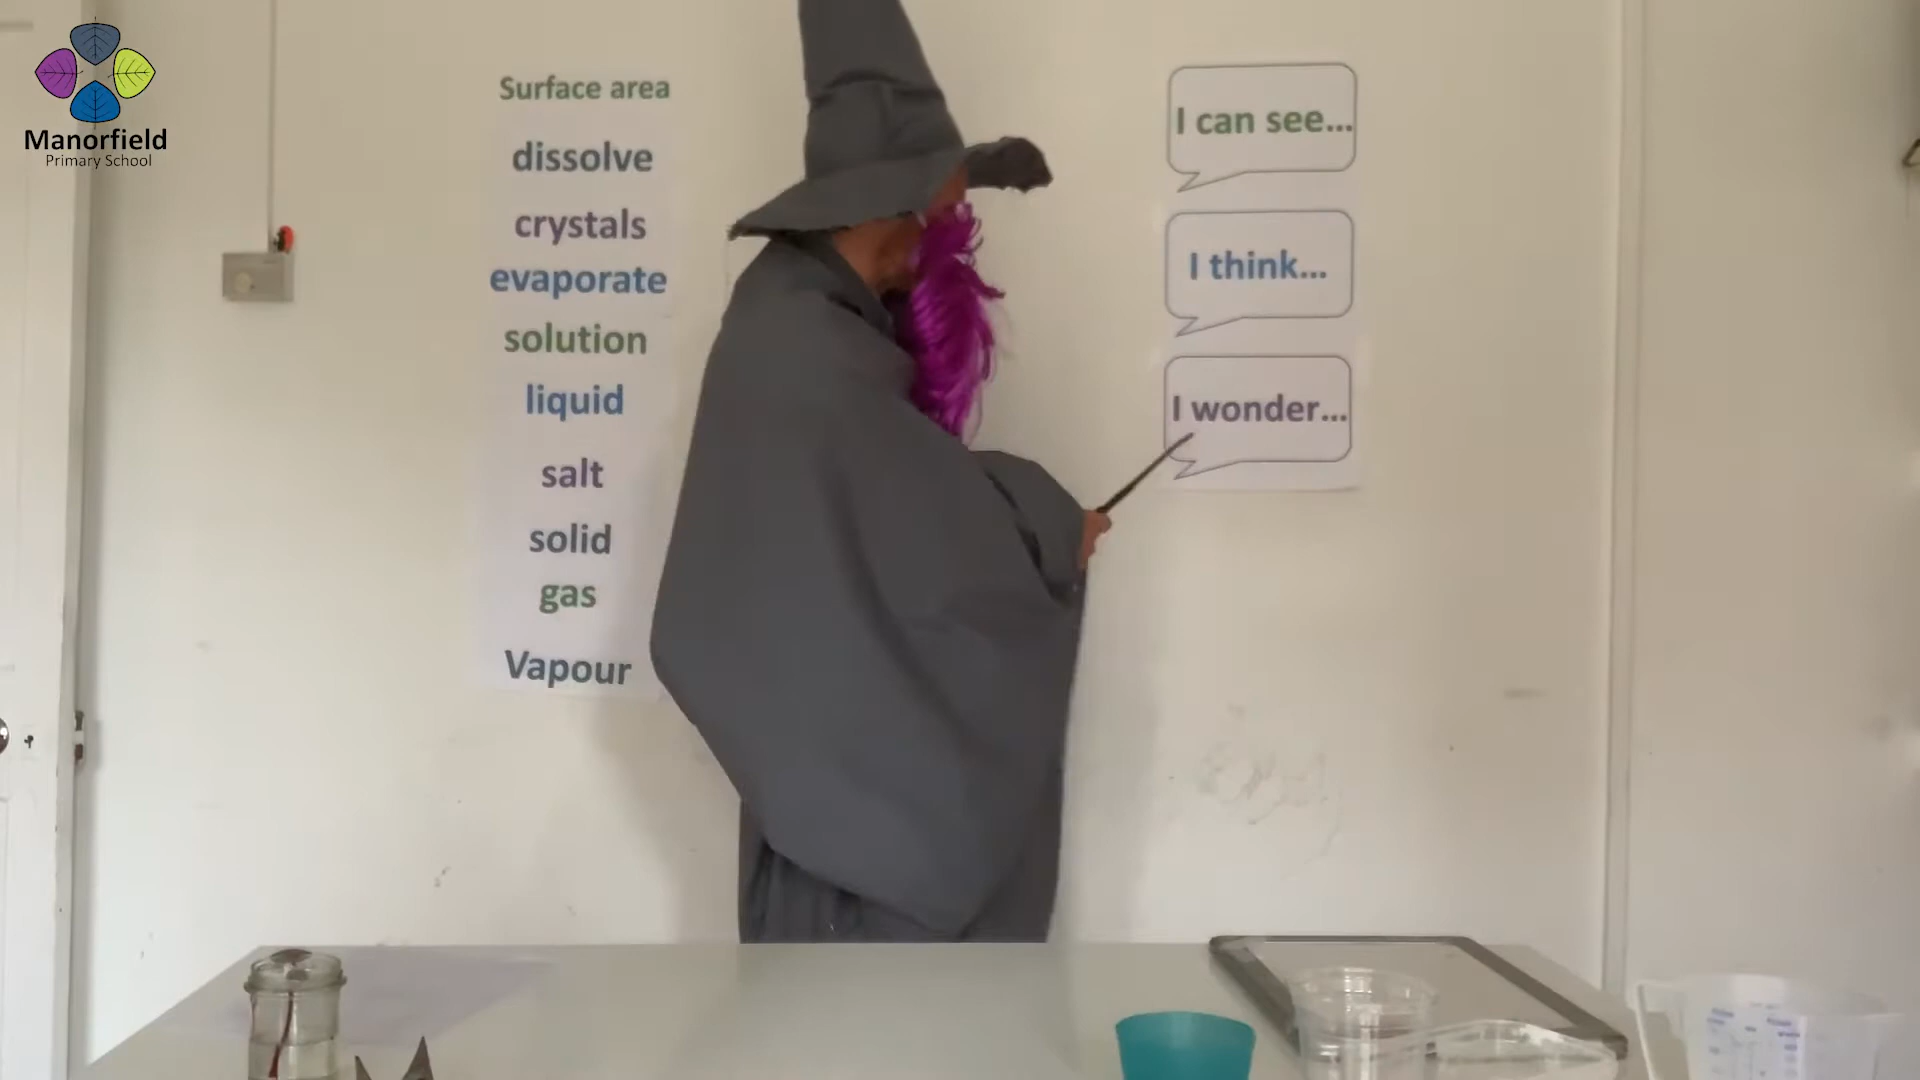 Manorfield
Primary School
Surface area
dissolve
crystals
evaporate
solution
liquid
salt
solid
gas
Vapour
I can see...
I think...
I wonder...